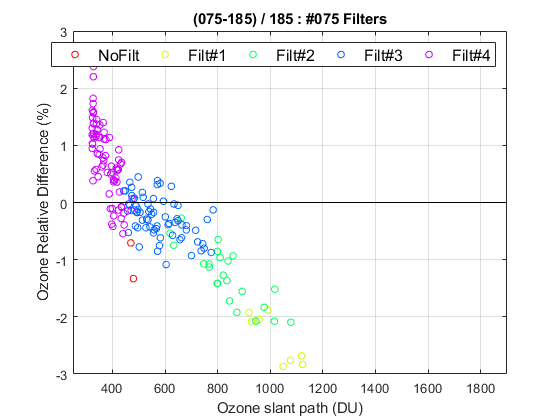 (075-185) / 185 : #075 Filters
NoFilt Filt#1 Filt#2 Filt#3 Filt#4
3
2
1
0
-1
-2
-3
Ozone Relative Difference (%)
400 600 800 1000 1200 1400 1600 1800
Ozone slant path (DU)